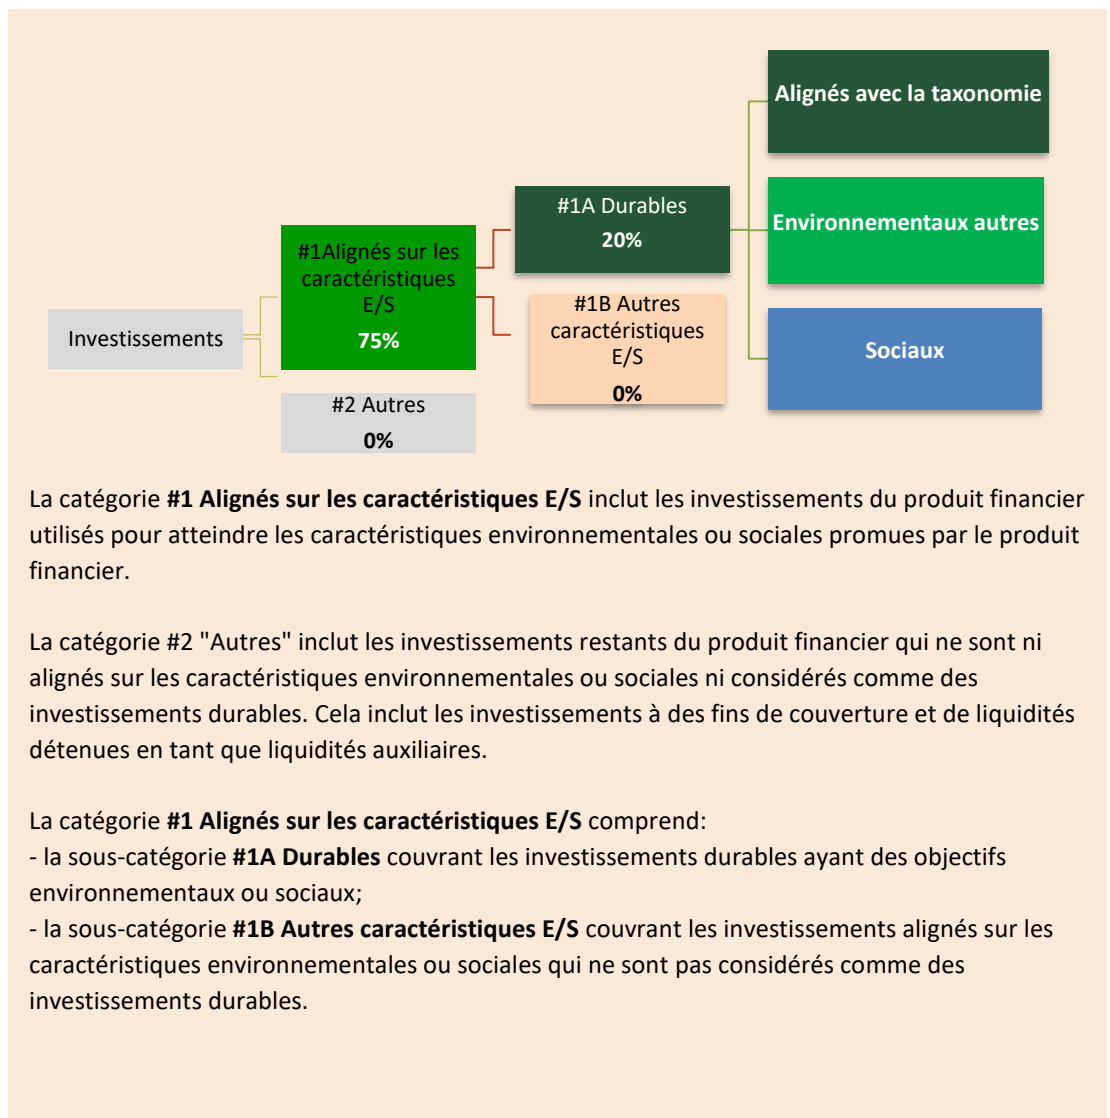 Alignés avec la taxonomie
#1A Durables
20%
Environnementaux autres
#1Alignés sur les
caractéristiques
E/S
75%
Investissements
#1B Autres
caractéristiques
E/S
0%
Sociaux
#2 Autres
0%
La catégorie #1 Alignés sur les caractéristiques E/S inclut les investissements du produit financier
utilisés pour atteindre les caractéristiques environnementales ou sociales promues par le produit
financier.
La catégorie #2 "Autres" inclut les investissements restants du produit financier qui ne sont ni
alignés sur les caractéristiques environnementales ou sociales ni considérés comme des
investissements durables. Cela inclut les investissements à des fins de couverture et de liquidités
détenues en tant que liquidités auxiliaires.
La catégorie #1 Alignés sur les caractéristiques E/S comprend:
- la sous-catégorie #1A Durables couvrant les investissements durables ayant des objectifs
environnementaux ou sociaux;
- la sous-catégorie #1B Autres caractéristiques E/S couvrant les investissements alignés sur les
caractéristiques environnementales ou sociales qui ne sont pas considérés comme des
investissements durables.